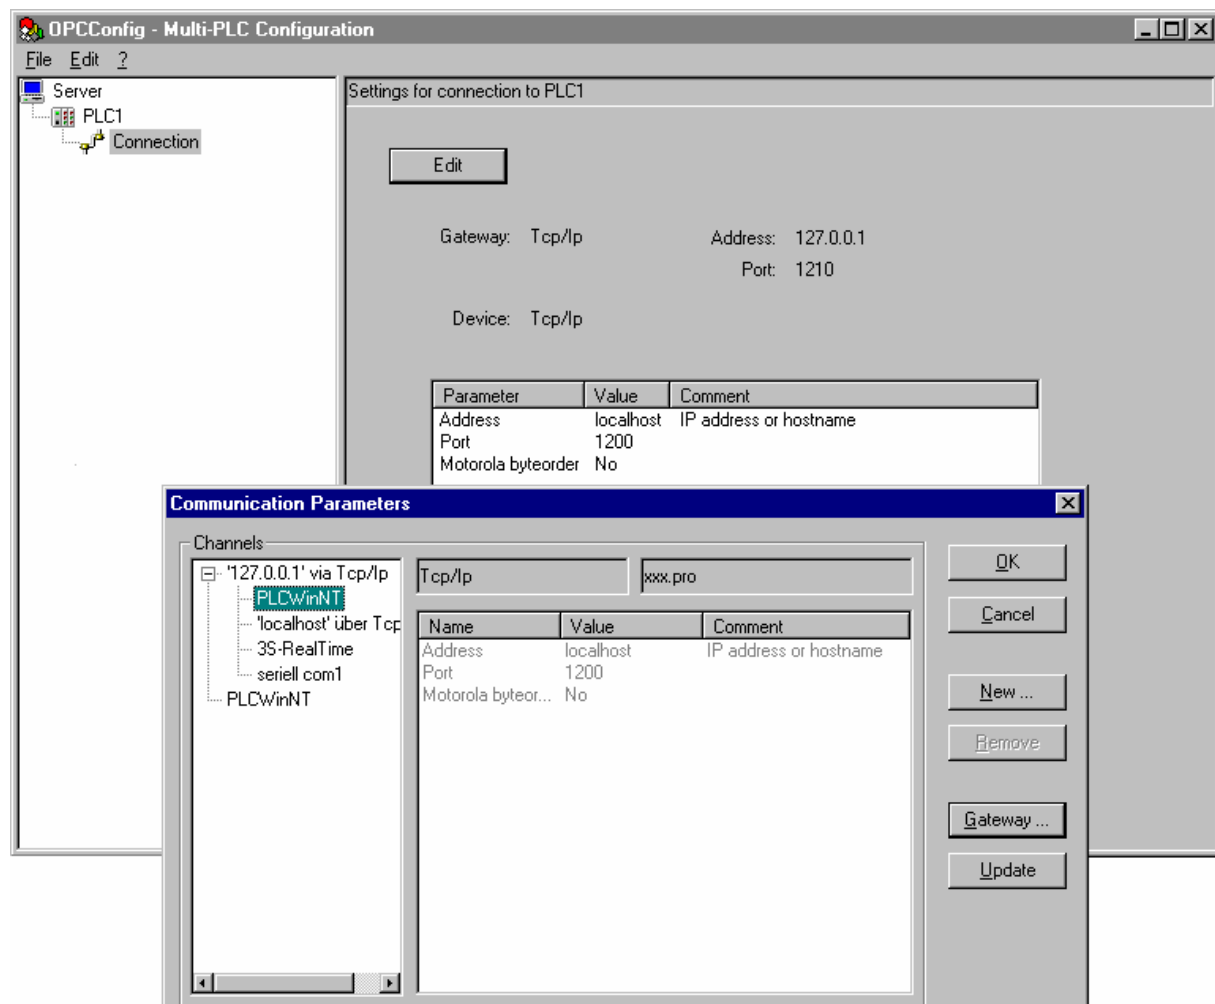 OPCConfig - Multi-PLC Configuration
File Edit ?
Server
PLC1
Connection
Settings for connection to PLC1
Edit
Gateway: Tcp/Ip Address: 127.0.0.1
Port: 1210
Device: Tcp/Ip
Parameter Value Comment
Address localhost IP address or hostname
Port 1200
Motorola byteorder No
Communication Parameters
Channels
'127.0.0.1' via Tcp/Ip
PLCWinNT
'localhost' über Tcp
3S-RealTime
seriell com1
PLCWinNT
Tcp/Ip xxx.pro
Name Value Comment
Address localhost IP address or hostname
Port 1200
Motorola byteor... No
OK
Cancel
New ...
Remove
Gateway ...
Update